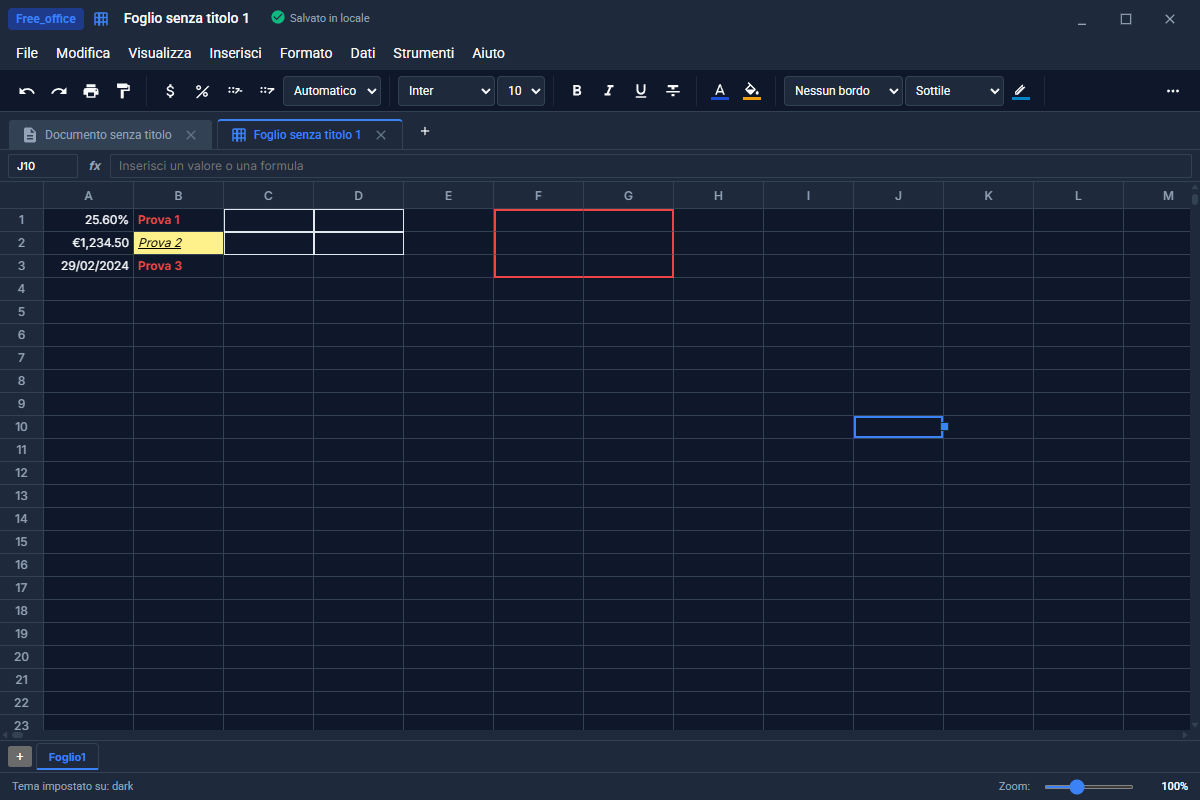 Free_office Foglio senza titolo 1 Salvato in locale
File Modifica Visualizza Inserisci Formato Dati Strumenti Aiuto
$ % Automatico Inter 10 B I U A Nessun bordo Sottile
Documento senza titolo Foglio senza titolo 1 +
J10 fx Inserisci un valore o una formula
A B C D E F G H I J K L M
1 25.60% Prova 1
2 €1,234.50 Prova 2
3 29/02/2024 Prova 3
4
5
6
7
8
9
10
11
12
13
14
15
16
17
18
19
20
21
22
23
+ Foglio1
Tema impostato su: dark Zoom: 100%